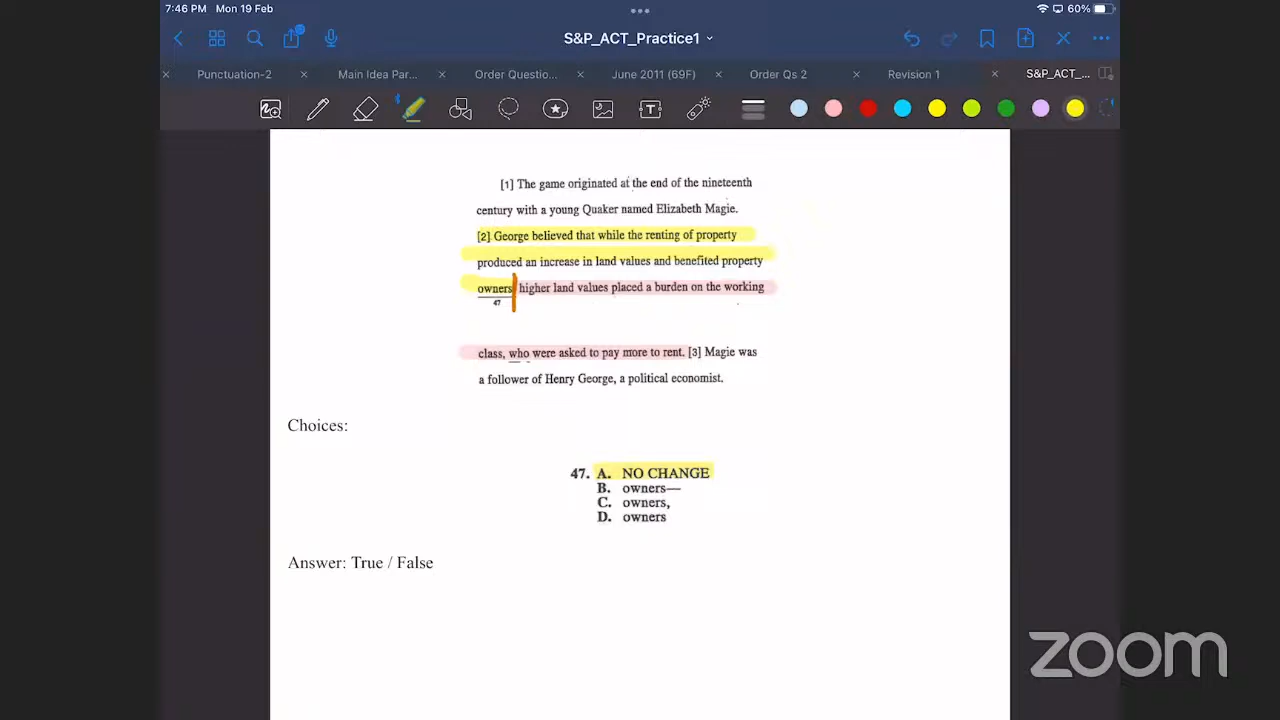 7:46 PM Mon 19 Feb
60%
S&P_ACT_Practice1
Punctuation-2
Main Idea Par...
Order Questio...
June 2011 (69F)
Order Qs 2
Revision 1
S&P_ACT_...
[1] The game originated at the end of the nineteenth
century with a young Quaker named Elizabeth Magie.
[2] George believed that while the renting of property
produced an increase in land values and benefited property
owners higher land values placed a burden on the working
47
class, who were asked to pay more to rent. [3] Magie was
a follower of Henry George, a political economist.
Choices:
47. A. NO CHANGE
B. owners—
C. owners,
D. owners
Answer: True / False
zoom